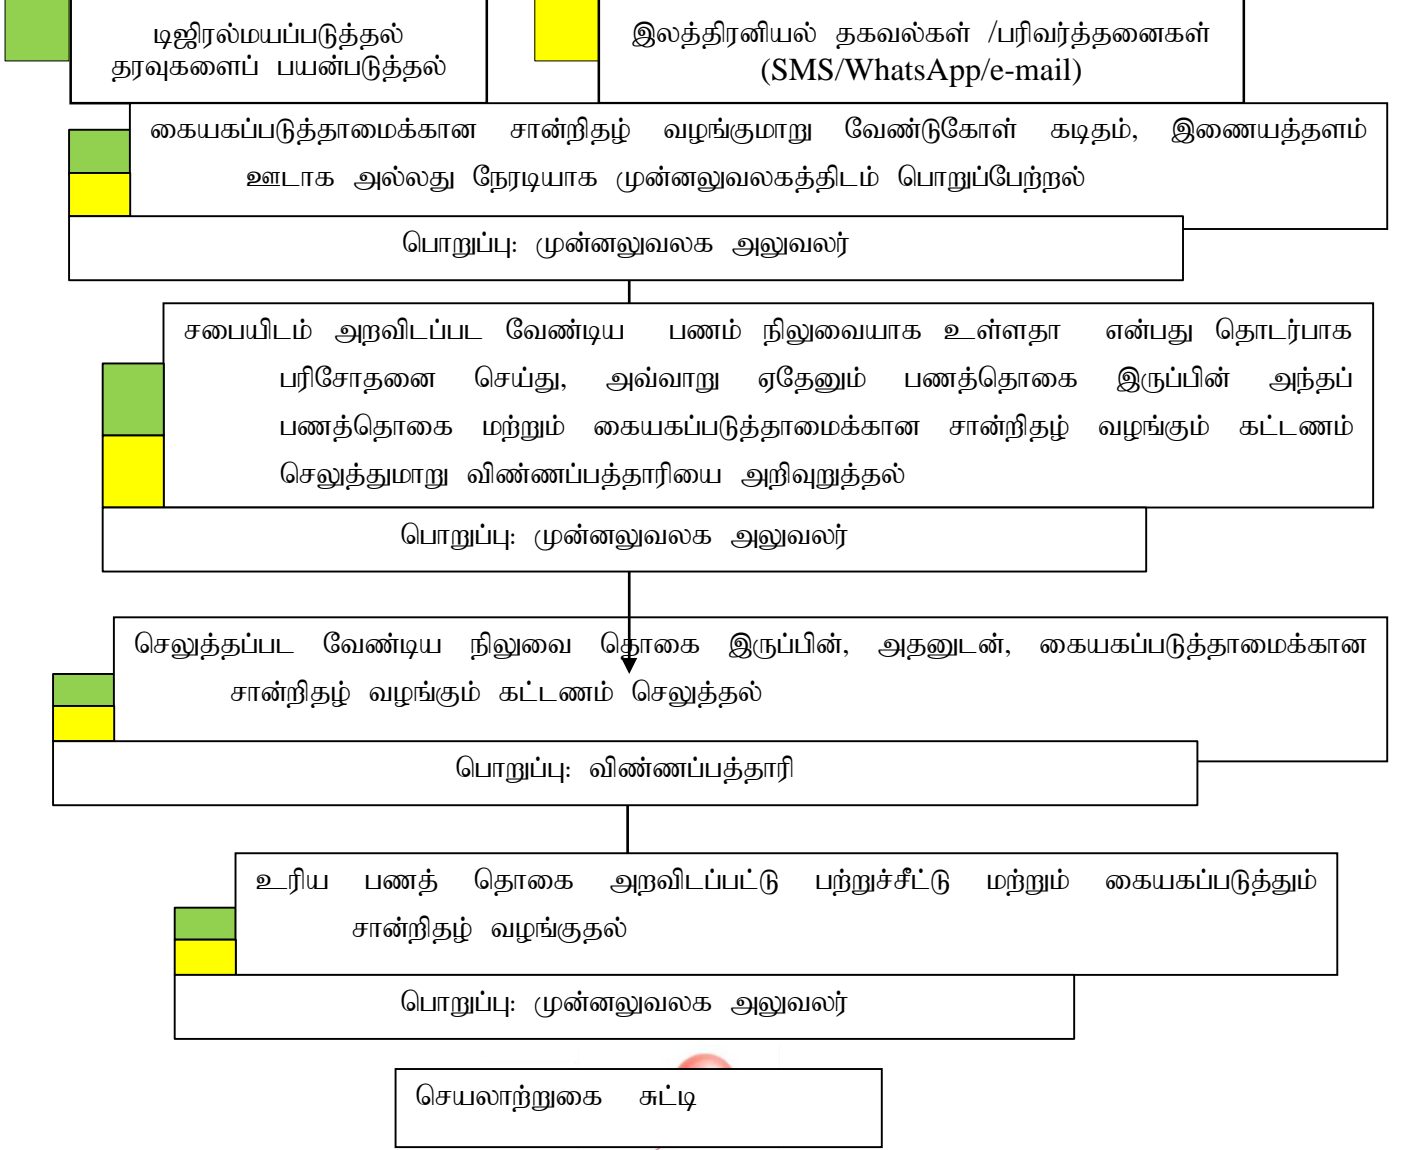 டிஜிரல்மயப்படுத்தல்
தரவுகளைப் பயன்படுத்தல்
இலத்திரனியல் தகவல்கள் /பரிவர்த்தனைகள்
(SMS/WhatsApp/e-mail)
கையகப்படுத்தாமைக்கான சான்றிதழ் வழங்குமாறு வேண்டுகோள் கடிதம், இணையத்தளம்
ஊடாக அல்லது நேரடியாக முன்னலுவலகத்திடம் பொறுப்பேற்றல்
பொறுப்பு: முன்னலுவலக அலுவலர்
சபையிடம் அறவிடப்பட வேண்டிய பணம் நிலுவையாக உள்ளதா என்பது தொடர்பாக
பரிசோதனை செய்து, அவ்வாறு ஏதேனும் பணத்தொகை இருப்பின் அந்தப்
பணத்தொகை மற்றும் கையகப்படுத்தாமைக்கான சான்றிதழ் வழங்கும் கட்டணம்
செலுத்துமாறு விண்ணப்பத்தாரியை அறிவுறுத்தல்
பொறுப்பு: முன்னலுவலக அலுவலர்
செலுத்தப்பட வேண்டிய நிலுவை தொகை இருப்பின், அதனுடன், கையகப்படுத்தாமைக்கான
சான்றிதழ் வழங்கும் கட்டணம் செலுத்தல்
பொறுப்பு: விண்ணப்பத்தாரி
உரிய பணத் தொகை அறவிடப்பட்டு பற்றுச்சீட்டு மற்றும் கையகப்படுத்தும்
சான்றிதழ் வழங்குதல்
பொறுப்பு: முன்னலுவலக அலுவலர்
செயலாற்றுகை சுட்டி